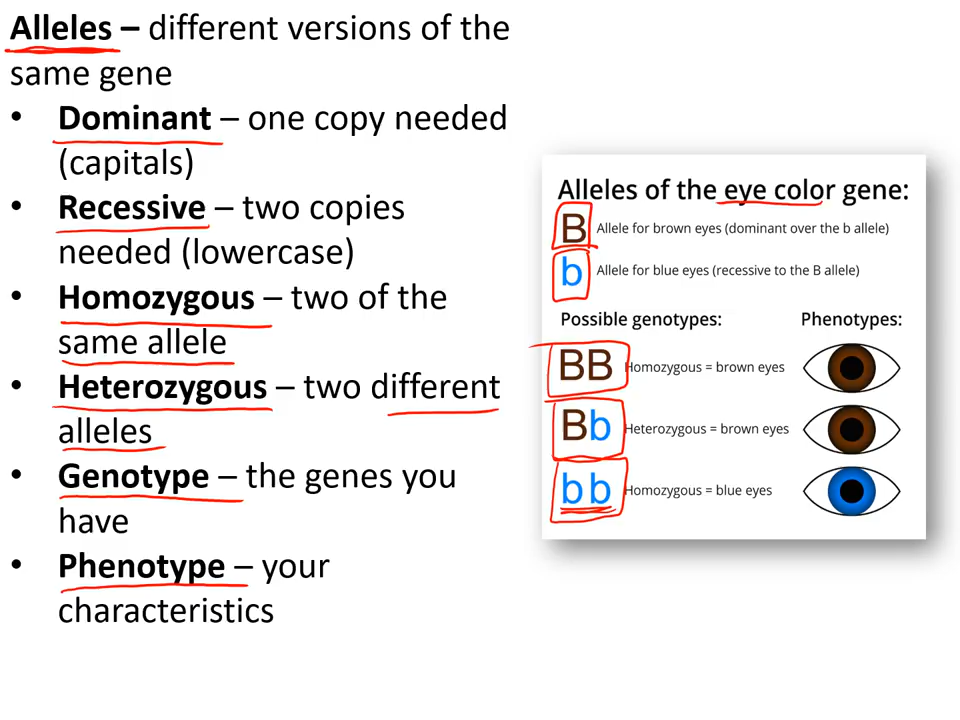 Alleles – different versions of the
same gene
• Dominant – one copy needed
(capitals)
• Recessive – two copies
needed (lowercase)
• Homozygous – two of the
same allele
• Heterozygous – two different
alleles
• Genotype – the genes you
have
• Phenotype – your
characteristics
Alleles of the eye color gene:
B Allele for brown eyes (dominant over the b allele)
b Allele for blue eyes (recessive to the B allele)
Possible genotypes: Phenotypes:
BB Homozygous = brown eyes
Bb Heterozygous = brown eyes
bb Homozygous = blue eyes